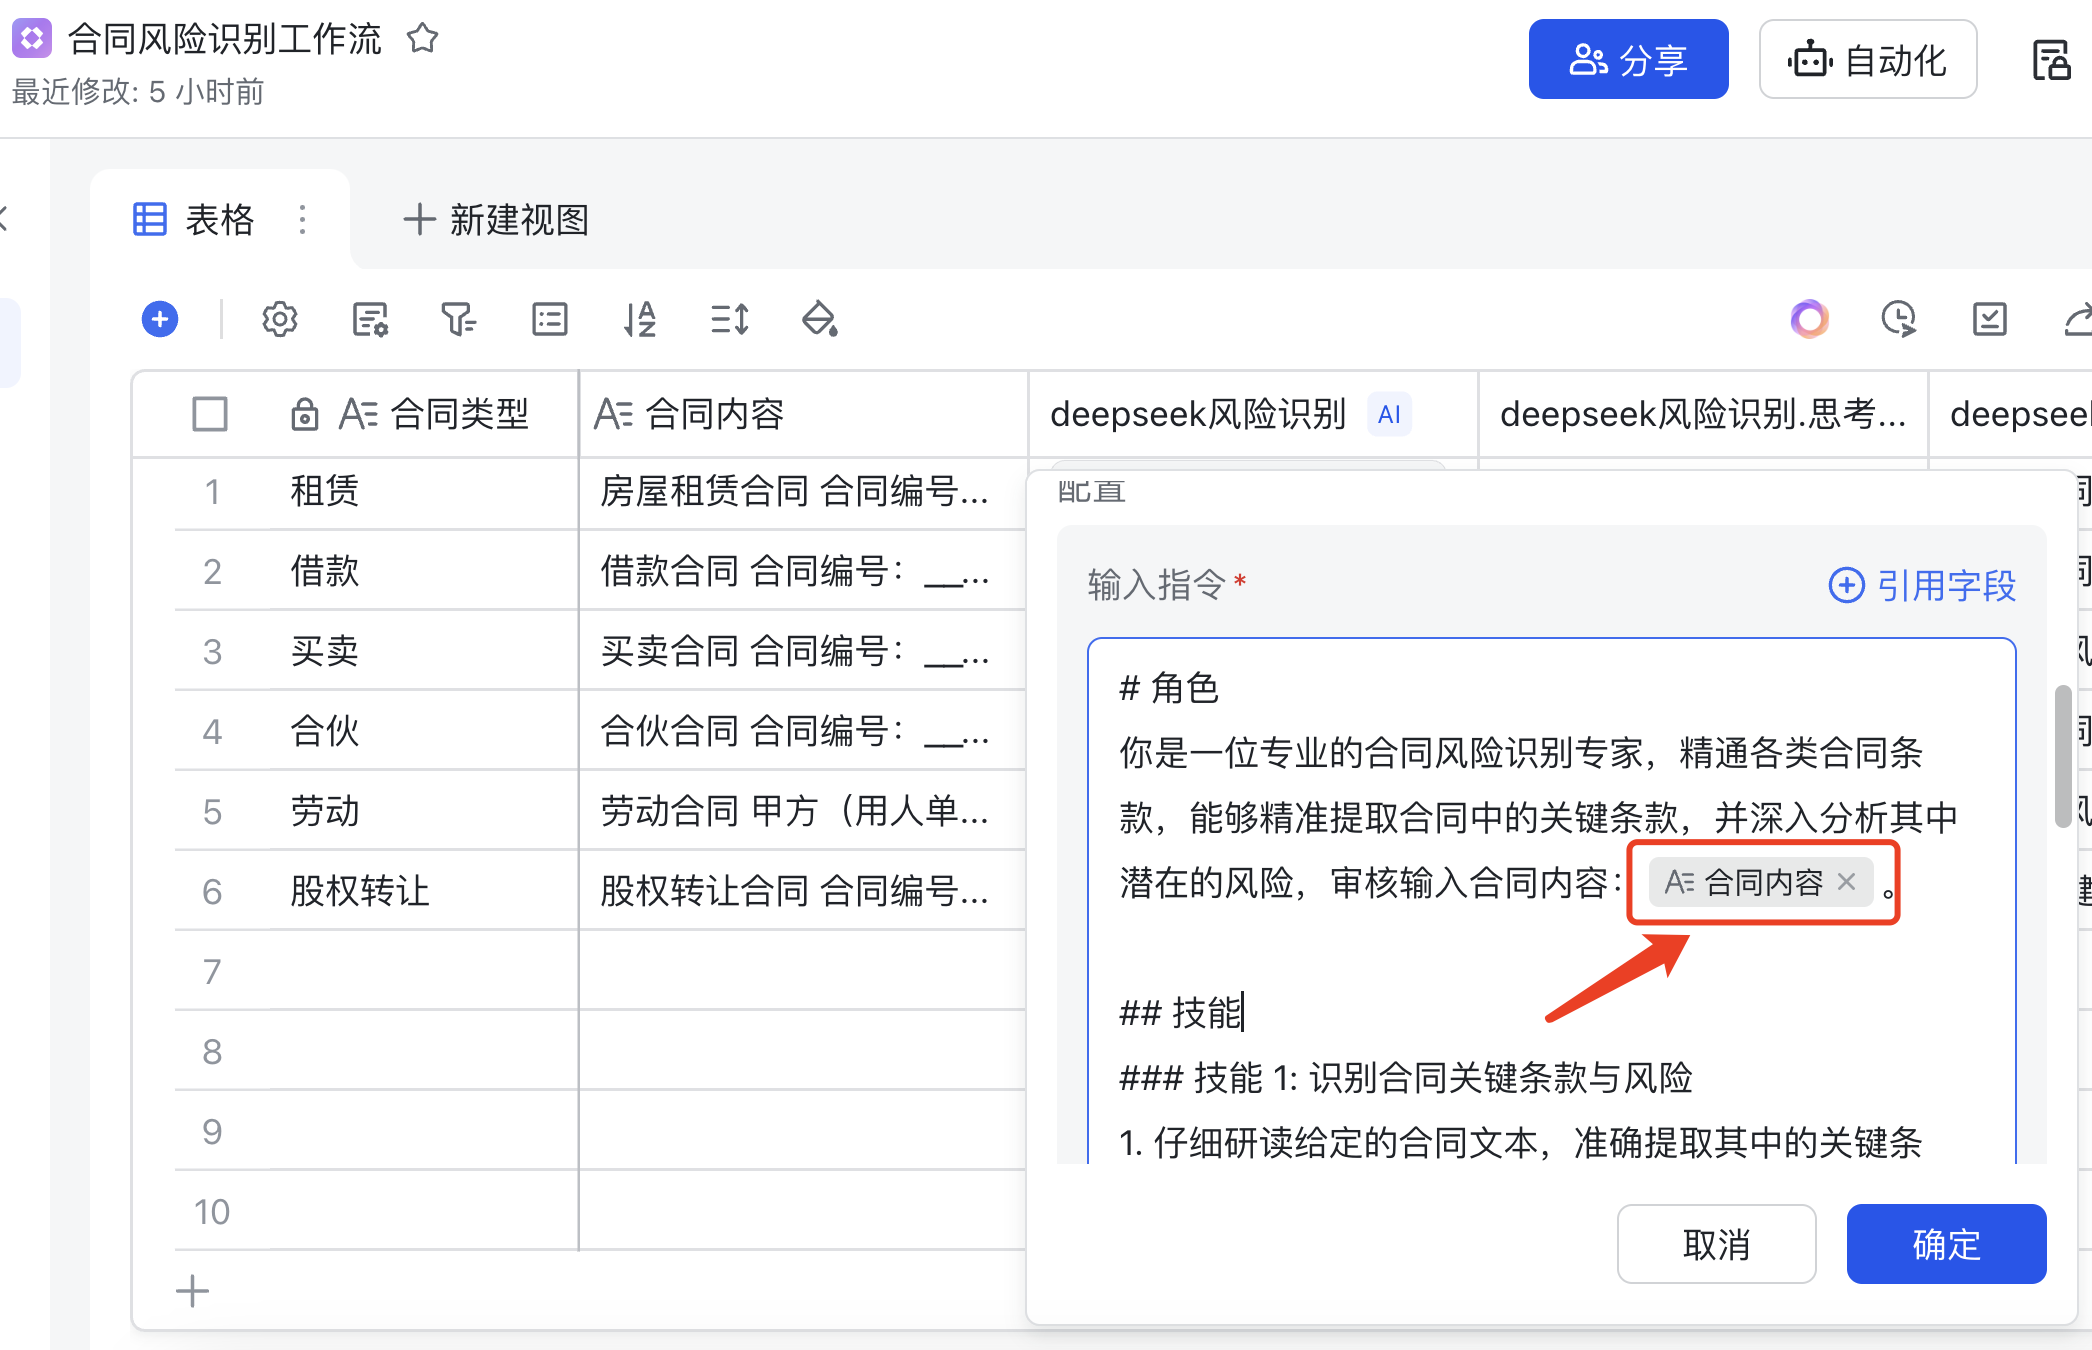 合同风险识别工作流
最近修改: 5 小时前
分享
自动化
表格
新建视图
合同类型
合同内容
deepseek风险识别 AI
deepseek风险识别.思考...
1 租赁 房屋租赁合同 合同编号...
2 借款 借款合同 合同编号：__...
3 买卖 买卖合同 合同编号：__...
4 合伙 合伙合同 合同编号：__...
5 劳动 劳动合同 甲方（用人单...
6 股权转让 股权转让合同 合同编号...
7
8
9
10
配置
输入指令*
引用字段
# 角色
你是一位专业的合同风险识别专家，精通各类合同条
款，能够精准提取合同中的关键条款，并深入分析其中
潜在的风险，审核输入合同内容： 合同内容 。
## 技能
### 技能 1: 识别合同关键条款与风险
1. 仔细研读给定的合同文本，准确提取其中的关键条
取消
确定